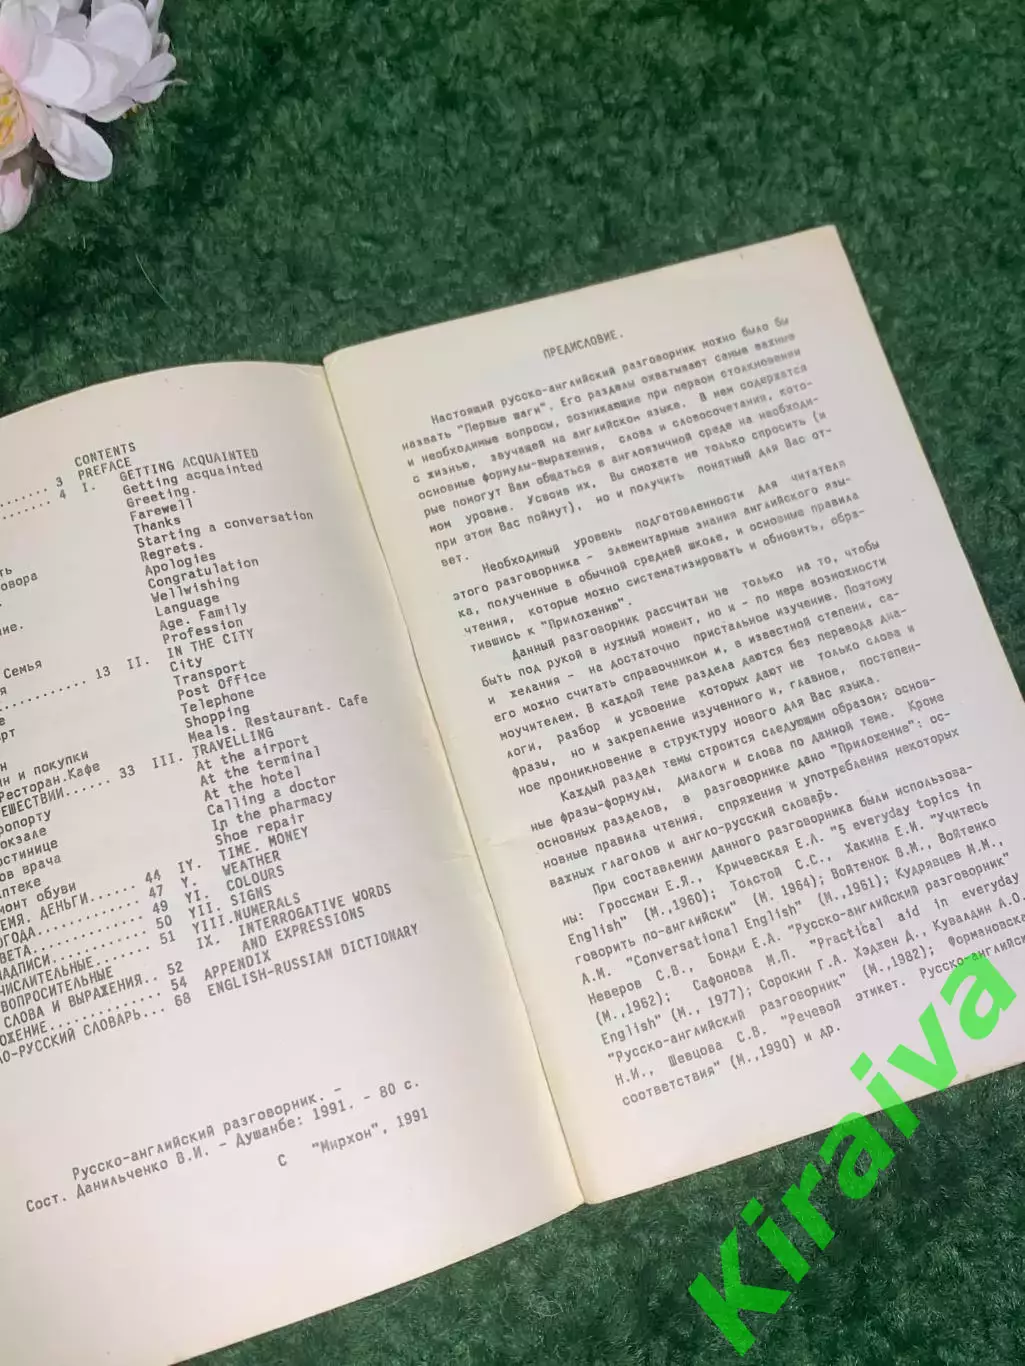 CONTENTS
3 PREFACE
4 I. GETTING ACQUAINTED
Getting acquainted
Greeting.
Farewell
Thanks
Starting a conversation
Regrets.
Apologies
Congratulation
Wellwishing
Language
Age. Family
Profession
13 II. IN THE CITY
City
Transport
Post Office
Telephone
Shopping
Meals. Restaurant. Cafe
33 III. TRAVELLING
At the airport
At the terminal
At the hotel
Calling a doctor
In the pharmacy
Shoe repair
44 IY. TIME. MONEY
47 Y. WEATHER
49 YI. COLOURS
50 YII. SIGNS
51 YIII.NUMERALS
IX. INTERROGATIVE WORDS
52 AND EXPRESSIONS
54 APPENDIX
68 ENGLISH-RUSSIAN DICTIONARY
Семья
и покупки
Ресторан.Кафе
врача
обуви
ДЕНЬГИ
ВОПРОСИТЕЛЬНЫЕ
СЛОВА И ВЫРАЖЕНИЯ..
СЛОВАРЬ...
Русско-английский разговорник. -
Сост. Данильченко В.И. - Душанбе: 1991. - 80 с.
С "Мирхон", 1991
ПРЕДИСЛОВИЕ.
Настоящий русско-английский разговорник можно было бы
назвать "Первые шаги". Его разделы охватывают самые важные
и необходимые вопросы, возникающие при первом столкновении
с жизнью, звучащей на английском языке. В нем содержатся
основные формулы-выражения, слова и словосочетания, кото-
рые помогут Вам общаться в англоязычной среде на необходи-
мом уровне. Усвоив их, Вы сможете не только спросить (и
при этом Вас поймут), но и получить понятный для Вас от-
вет.
Необходимый уровень подготовленности для читателя
этого разговорника - элементарные знания английского язы-
ка, полученные в обычной средней школе, и основные правила
чтения, которые можно систематизировать и обновить, обра-
тившись к "Приложению".
Данный разговорник рассчитан не только на то, чтобы
быть под рукой в нужный момент, но и - по мере возможности
и желания - на достаточно пристальное изучение. Поэтому
его можно считать справочником и, в известной степени, са-
моучителем. В каждой теме раздела даются без перевода диа-
логи, разбор и усвоение которых дают не только слова и
фразы, но и закрепление изученного и, главное, постепен-
ное проникновение в структуру нового для Вас языка.
Каждый раздел темы строится следующим образом: основ-
ные фразы-формулы, диалоги и слова по данной теме. Кроме
основных разделов, в разговорнике дано "Приложение": ос-
новные правила чтения, спряжения и употребления некоторых
важных глаголов и англо-русский словарь.
При составлении данного разговорника были использова-
ны: Гроссман Е.Я., Кричевская Е.А. "5 everyday topics in
English" (М.,1960); Толстой С.С., Хакина Е.И. "Учитесь
говорить по-английски" (М. 1964); Войтенок В.М., Войтенко
А.М. "Conversational English" (М.,1961); Кудрявцев И.М.,
Неверов С.В., Бонди Е.А. "Русско-английский разговорник"
(М.,1962); Сафонова М.П. "Practical aid in everyday
English" (М., 1977); Сорокин Г.А. Хэдхен Д., Кувалдин А.О.
"Русско-английский разговорник" (М.,1982); Формановская
Н.И., Шевцова С.В. "Речевой этикет. Русско-английские
соответствия" (М.,1990) и др.
Kiraiva